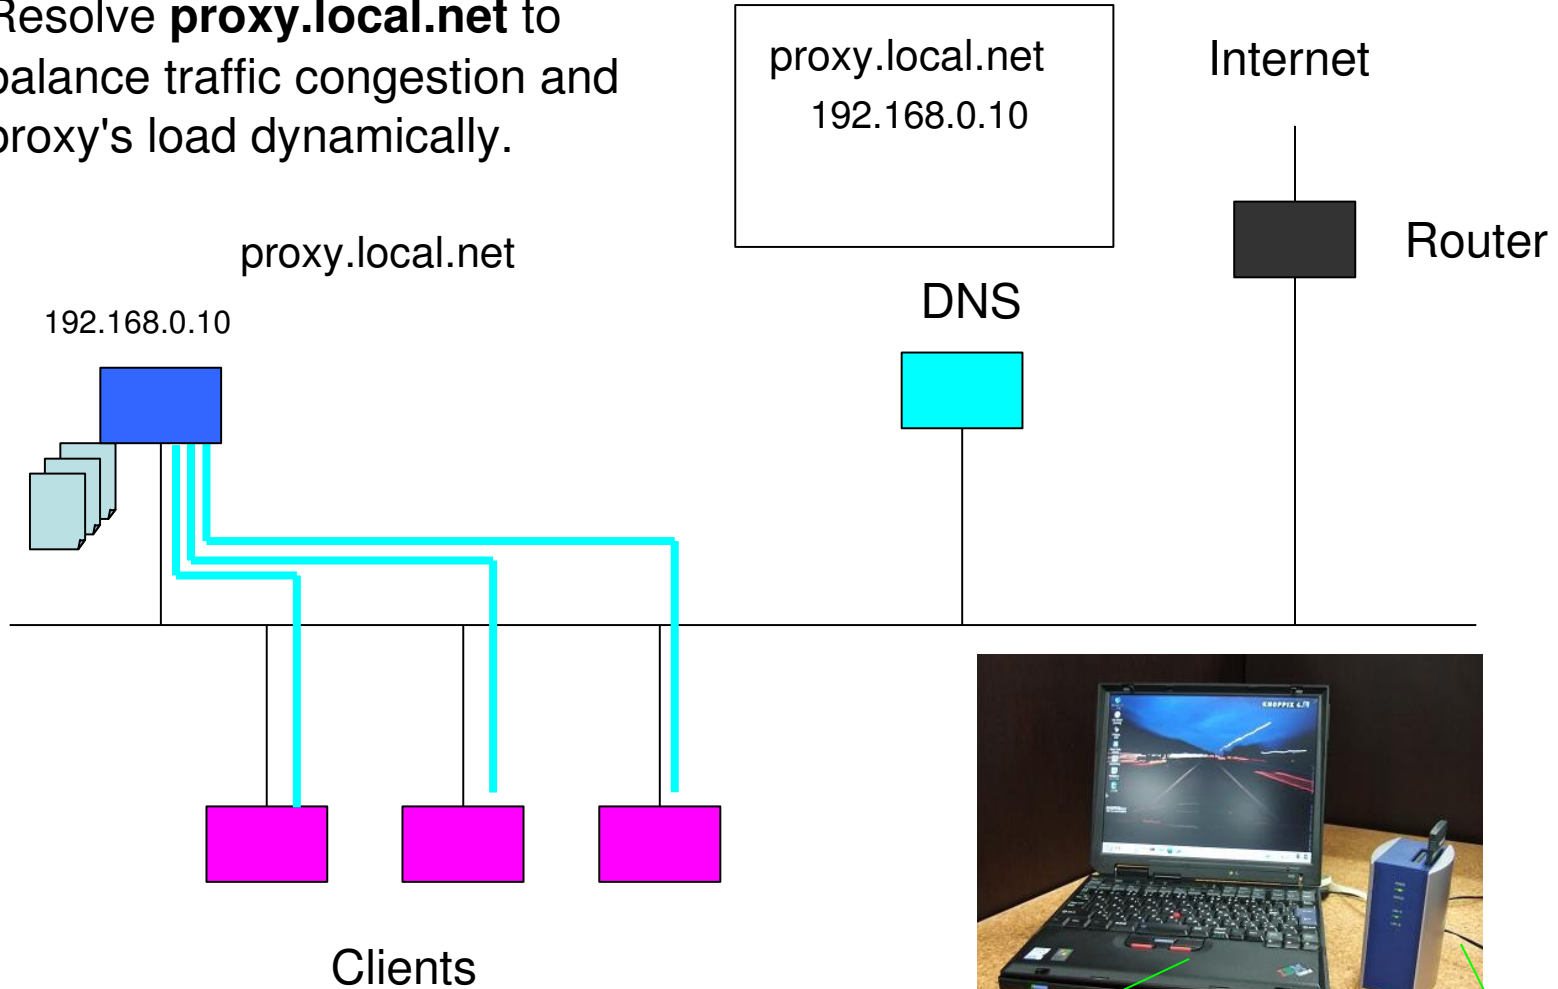 Resolve proxy.local.net to
balance traffic congestion and
proxy's load dynamically.
proxy.local.net
192.168.0.10
Internet
Router
proxy.local.net
192.168.0.10
DNS
KNOPPIX
Clients